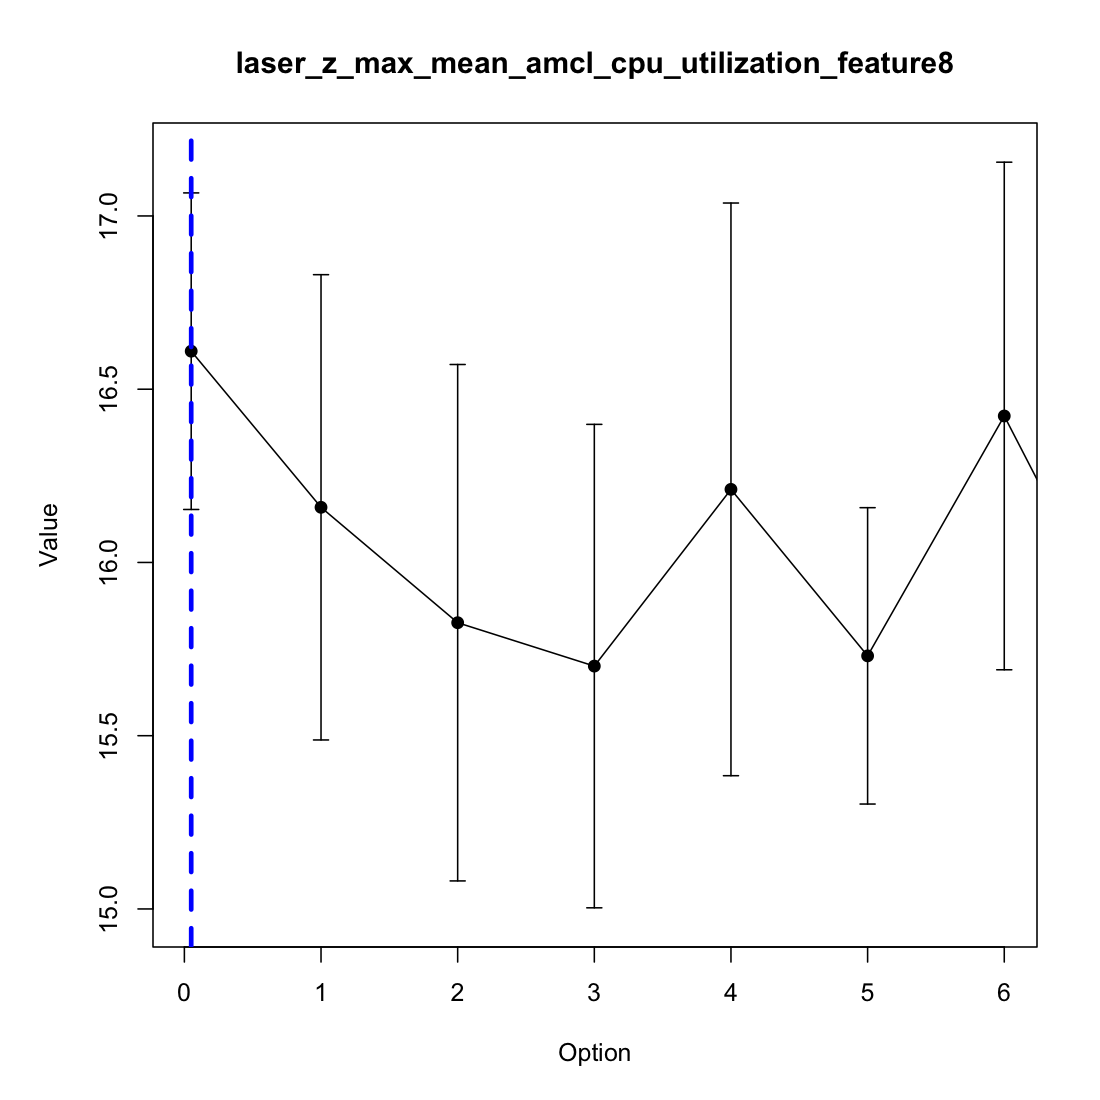 laser_z_max_mean_amcl_cpu_utilization_feature8
Value
17.0
16.5
16.0
15.5
15.0
0 1 2 3 4 5 6
Option